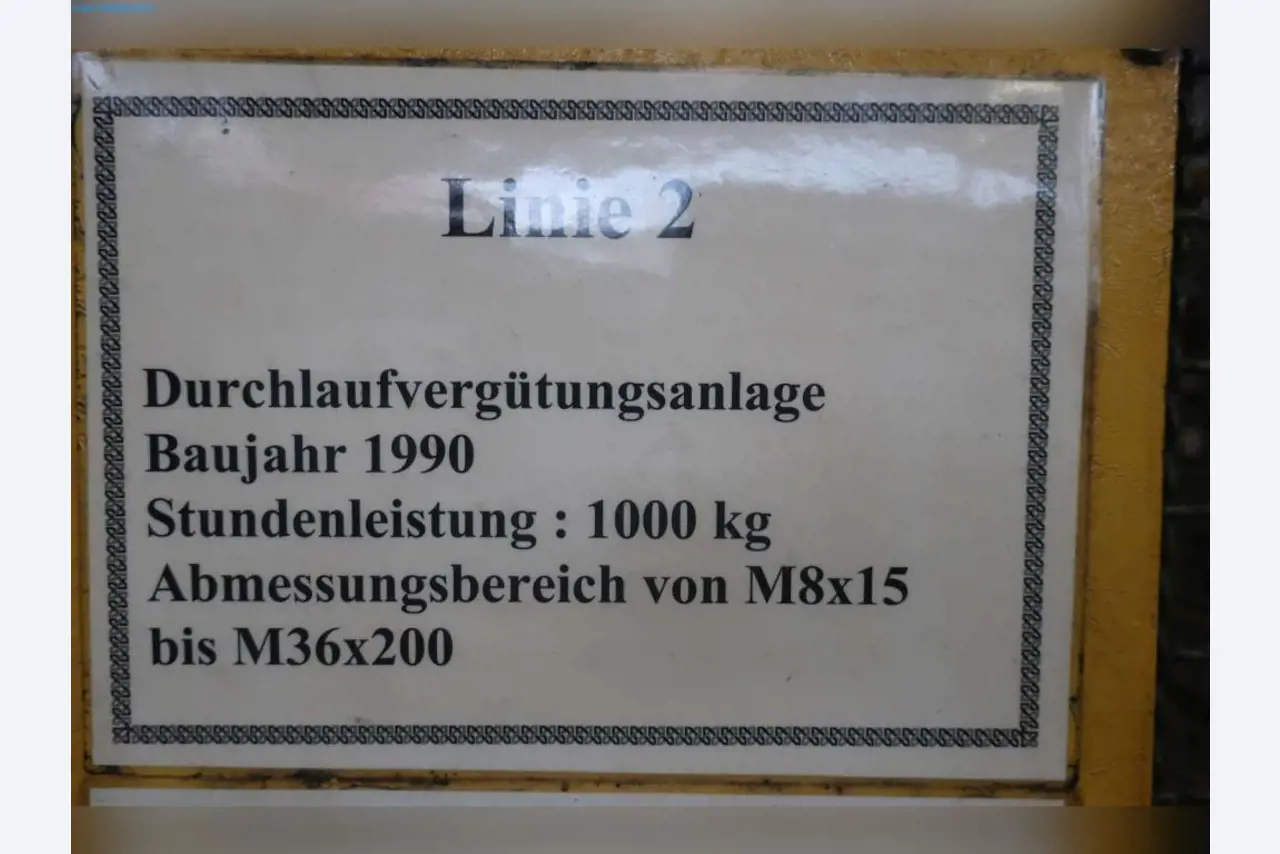 Linie 2
Durchlaufvergütungsanlage
Baujahr 1990
Stundenleistung : 1000 kg
Abmessungsbereich von M8x15
bis M36x200